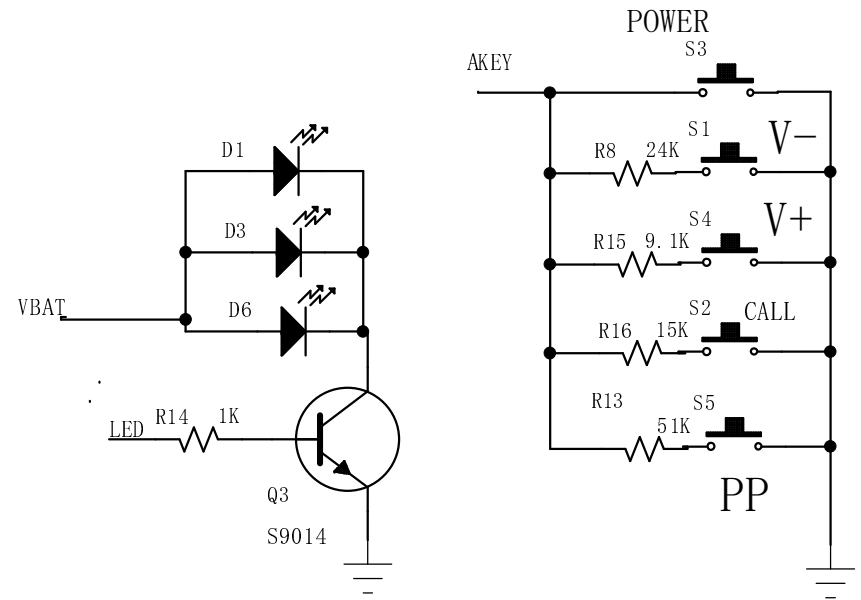 POWER
S3
AKEY
S1
V-
D1
R8
24K
S4
V+
D3
R15
9.1K
S2
CALL
VBAT
D6
R16
15K
R13
S5
LED
R14
1K
51K
Q3
PP
S9014